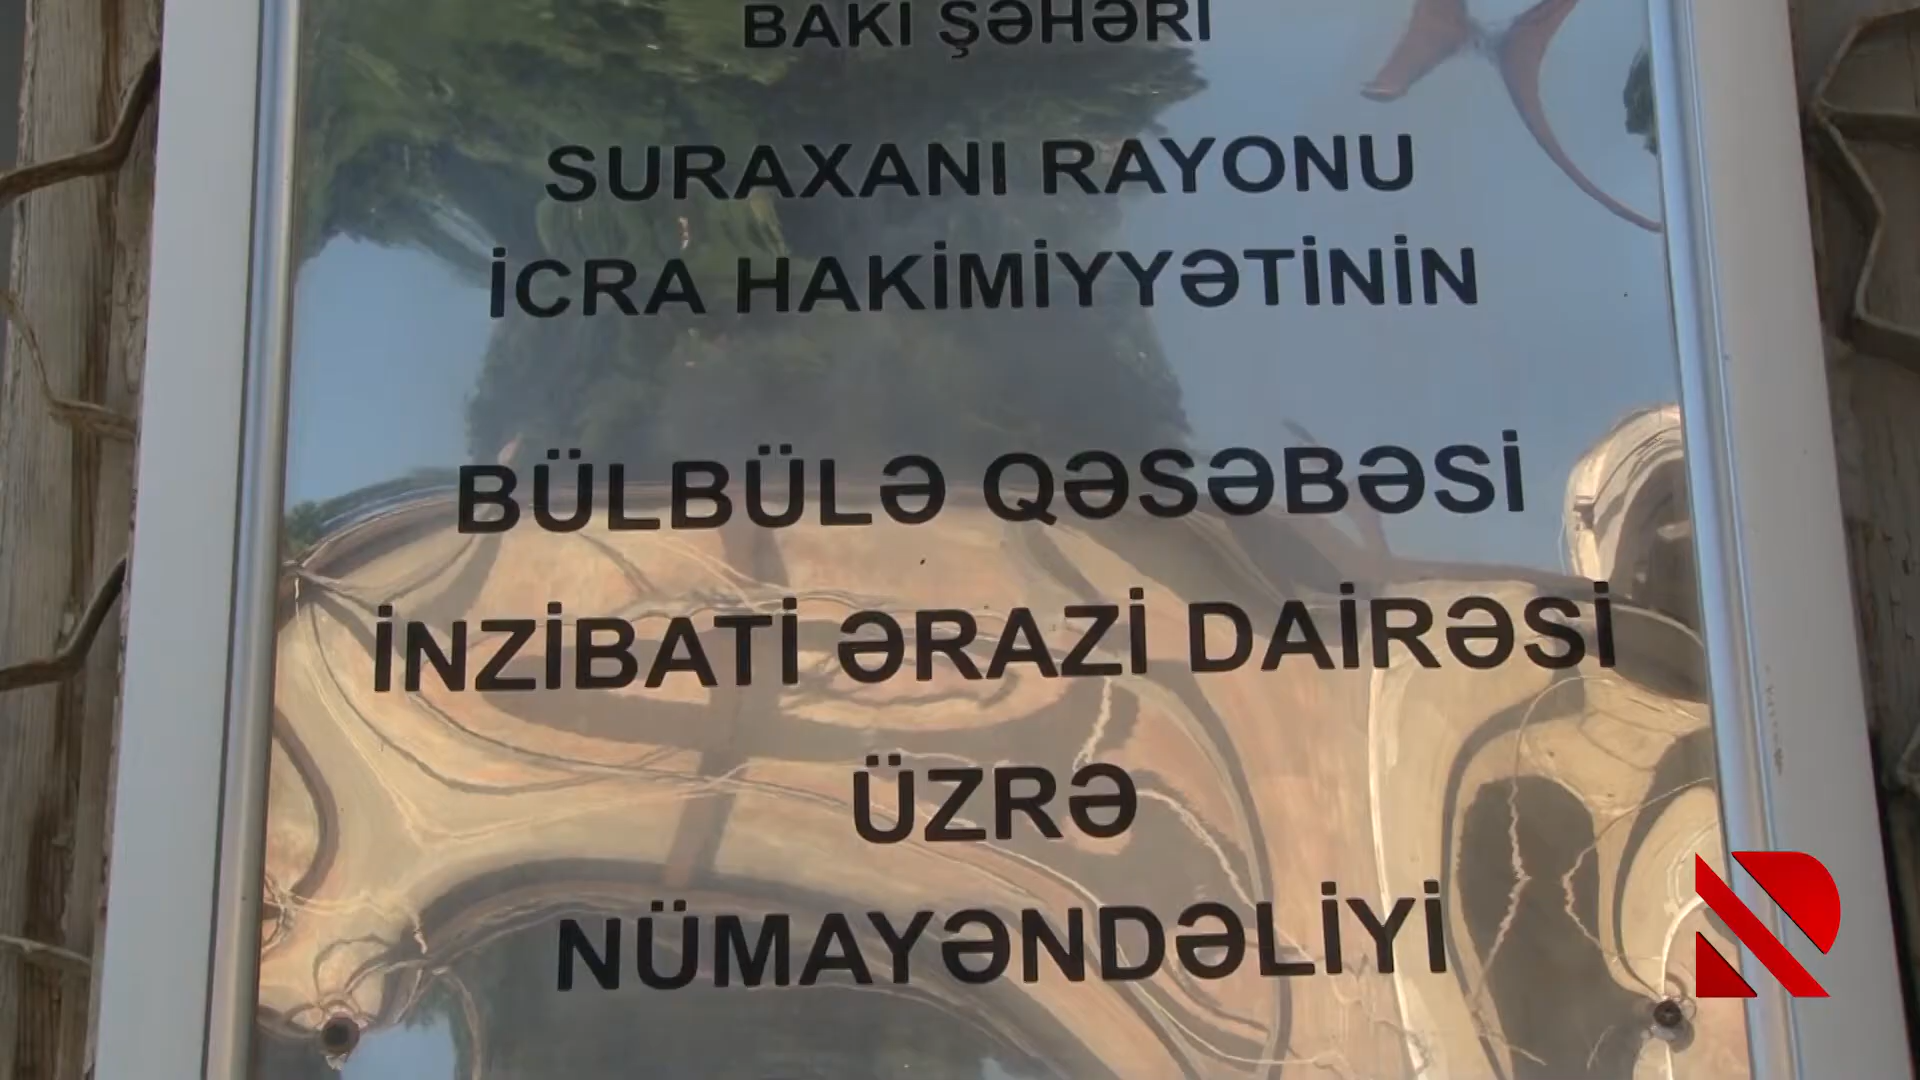 BAKI ŞƏHƏRİ
SURAXANI RAYONU
İCRA HAKİMİYYƏTİNİN
BÜLBÜLƏ QƏSƏBƏSİ
İNZİBATİ ƏRAZİ DAİRƏSİ
ÜZRƏ
NÜMAYƏNDƏLİYİ